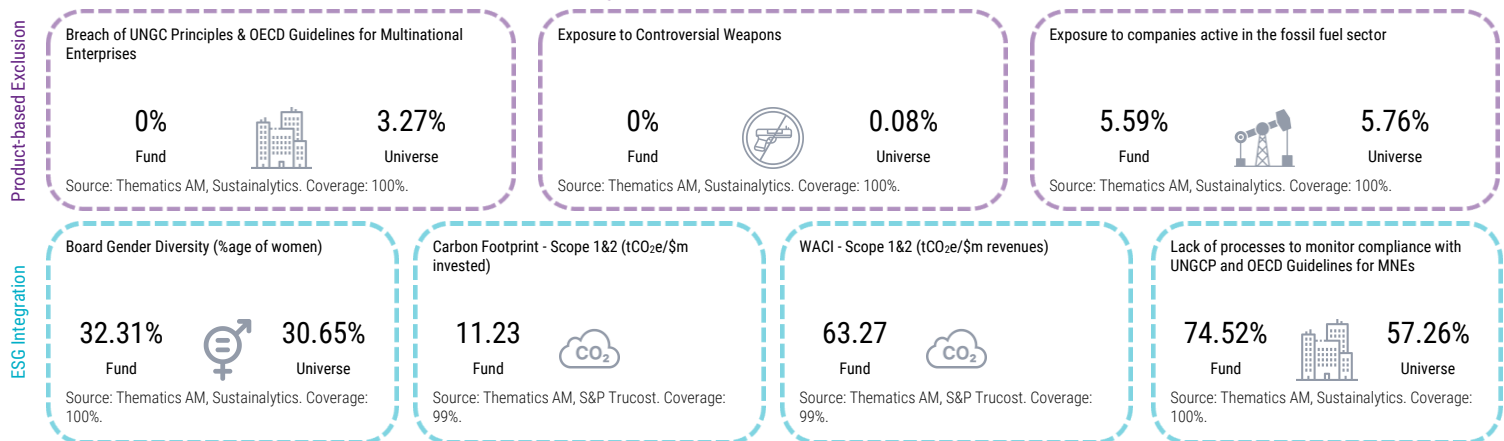 Product-based Exclusion
Breach of UNGC Principles & OECD Guidelines for Multinational
Enterprises
0%
Fund
3.27%
Universe
Source: Thematics AM, Sustainalytics. Coverage: 100%.
Exposure to Controversial Weapons
0%
Fund
0.08%
Universe
Source: Thematics AM, Sustainalytics. Coverage: 100%.
Exposure to companies active in the fossil fuel sector
5.59%
Fund
5.76%
Universe
Source: Thematics AM, Sustainalytics. Coverage: 100%.
ESG Integration
Board Gender Diversity (%age of women)
32.31%
Fund
30.65%
Universe
Source: Thematics AM, Sustainalytics. Coverage:
100%.
Carbon Footprint - Scope 1&2 (tCO₂e/$m
invested)
11.23
Fund
CO₂
Source: Thematics AM, S&P Trucost. Coverage:
99%.
WACI - Scope 1&2 (tCO₂e/$m revenues)
63.27
Fund
CO₂
Source: Thematics AM, S&P Trucost. Coverage:
99%.
Lack of processes to monitor compliance with
UNGCP and OECD Guidelines for MNEs
74.52%
Fund
57.26%
Universe
Source: Thematics AM, Sustainalytics. Coverage:
100%.